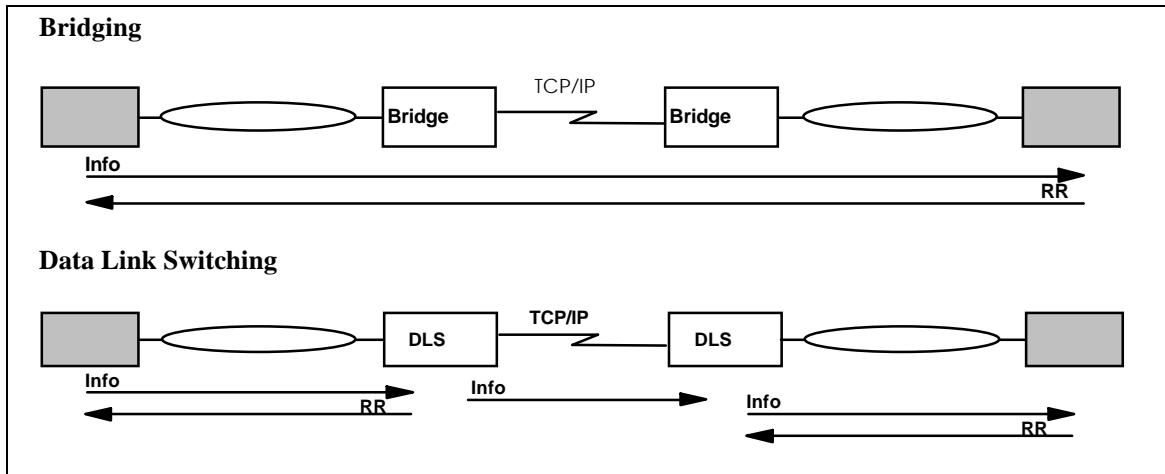 Bridging
TCP/IP
Bridge
Bridge
Info
RR
Data Link Switching
TCP/IP
DLS
DLS
Info
RR
Info
Info
RR